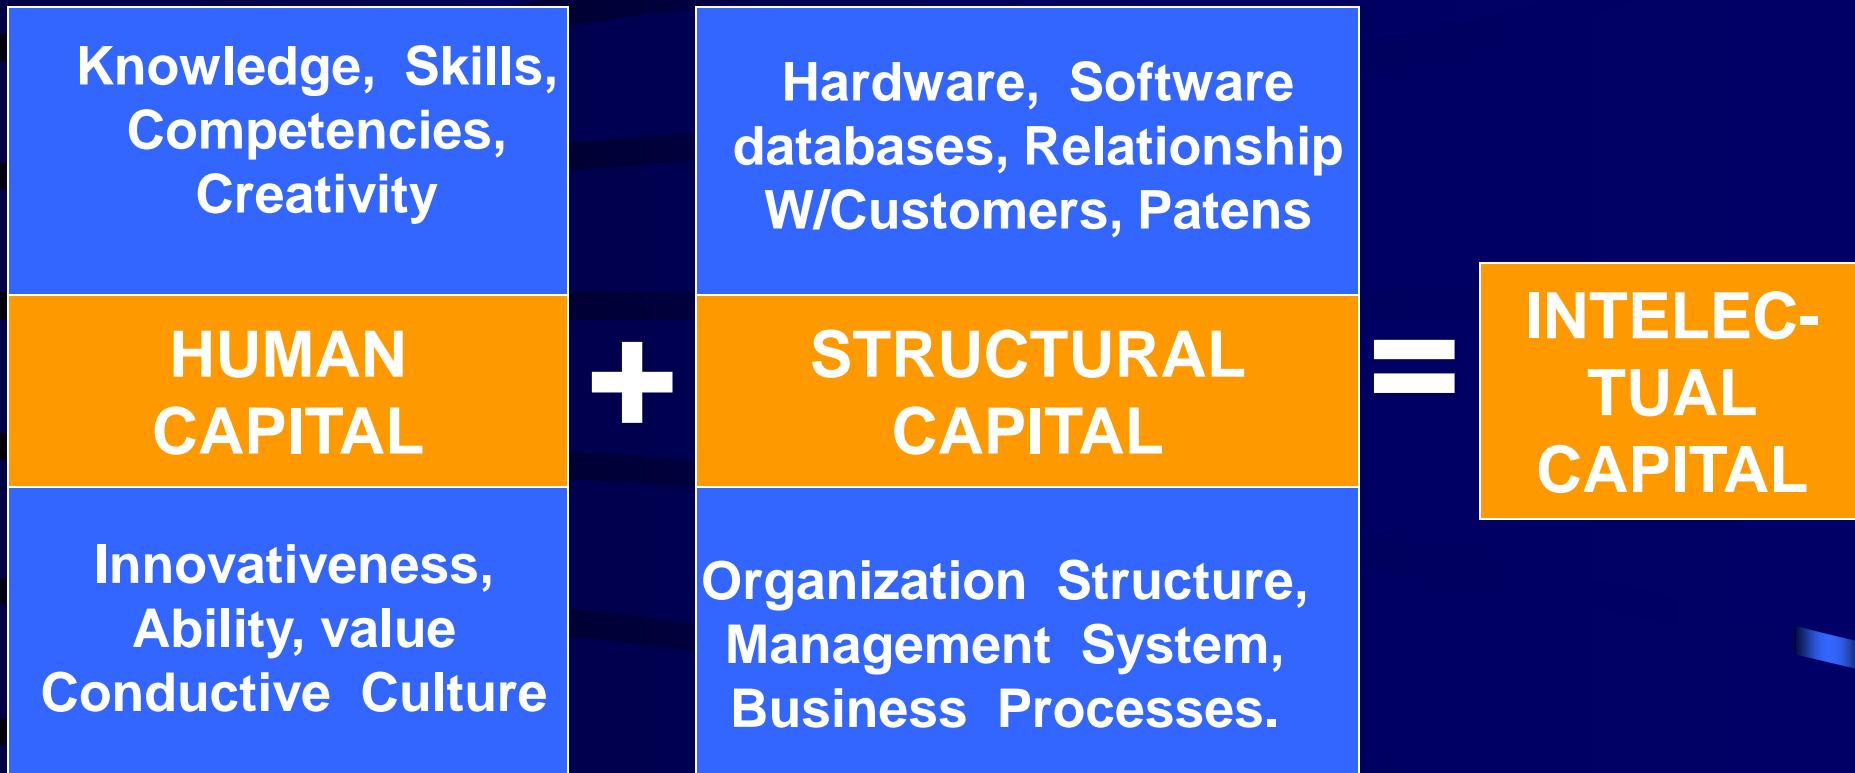 Knowledge, Skills,
Competencies,
Creativity
HUMAN
CAPITAL
Innovativeness,
Ability, value
Conductive Culture
+
Hardware, Software
databases, Relationship
W/Customers, Patens
STRUCTURAL
CAPITAL
Organization Structure,
Management System,
Business Processes.
=
INTELEC-
TUAL
CAPITAL